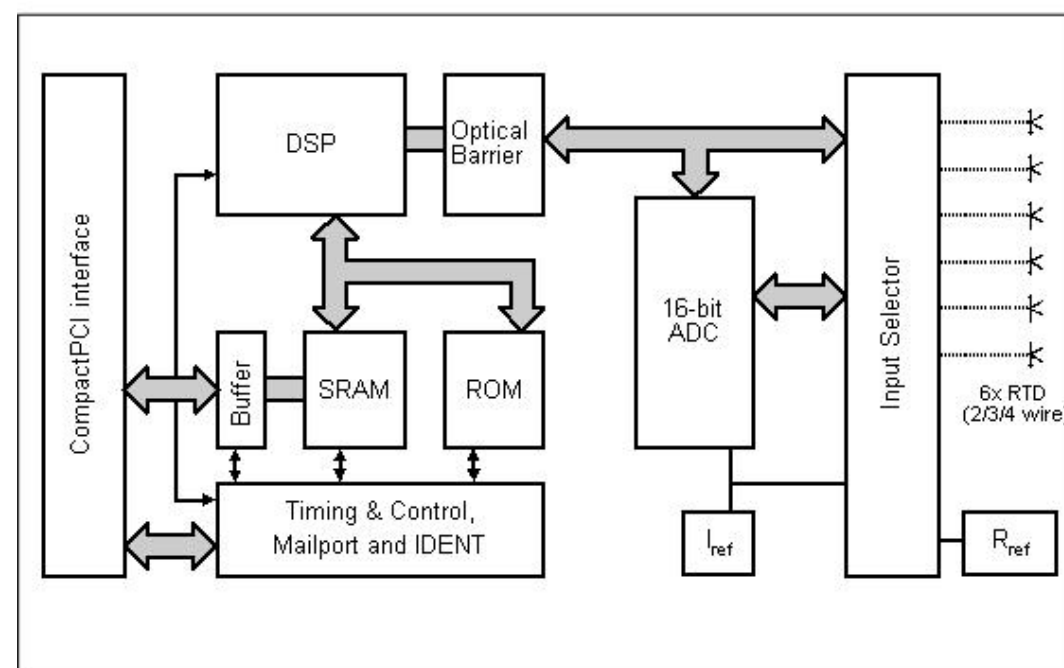 CompactPCI interface
DSP
Optical
Barrier
Buffer
SRAM
ROM
Timing & Control,
Mailport and IDENT
16-bit
ADC
Iref
Input Selector
6x RTD
(2/3/4 wire
Rref